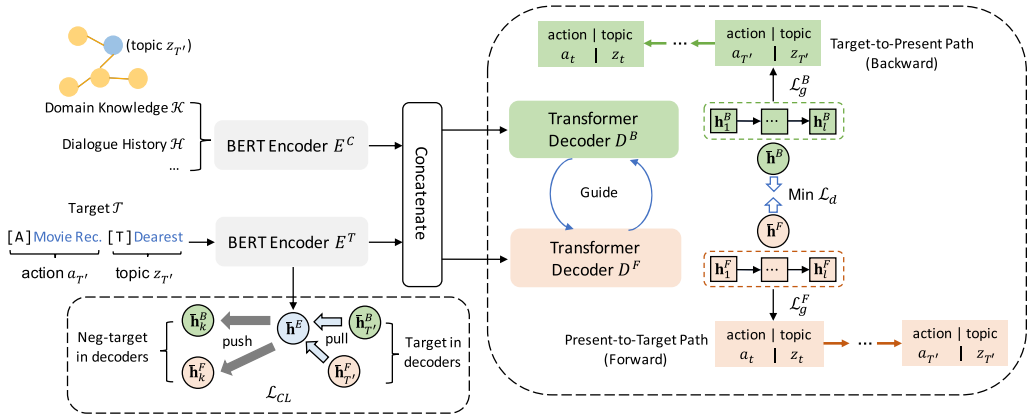 (topic z_{T'})
Domain Knowledge 𝒦
Dialogue History ℋ
...
BERT Encoder E^C
Target 𝒯
[A] Movie Rec. [T] Dearest
action a_{T'} topic z_{T'}
BERT Encoder E^T
Concatenate
Neg-target
in decoders
h̄_k^B
h̄_k^F
push
h̄^E
pull
h̄_{T'}^B
h̄_{T'}^F
Target in
decoders
ℒ_{CL}
Transformer
Decoder D^B
Guide
Transformer
Decoder D^F
action | topic
a_t | z_t
...
action | topic
a_{T'} | z_{T'}
Target-to-Present Path
(Backward)
ℒ_g^B
h_1^B ... h_l^B
h̄^B
Min ℒ_d
h̄^F
h_1^F ... h_l^F
ℒ_g^F
Present-to-Target Path
(Forward)
action | topic
a_t | z_t
...
action | topic
a_{T'} | z_{T'}